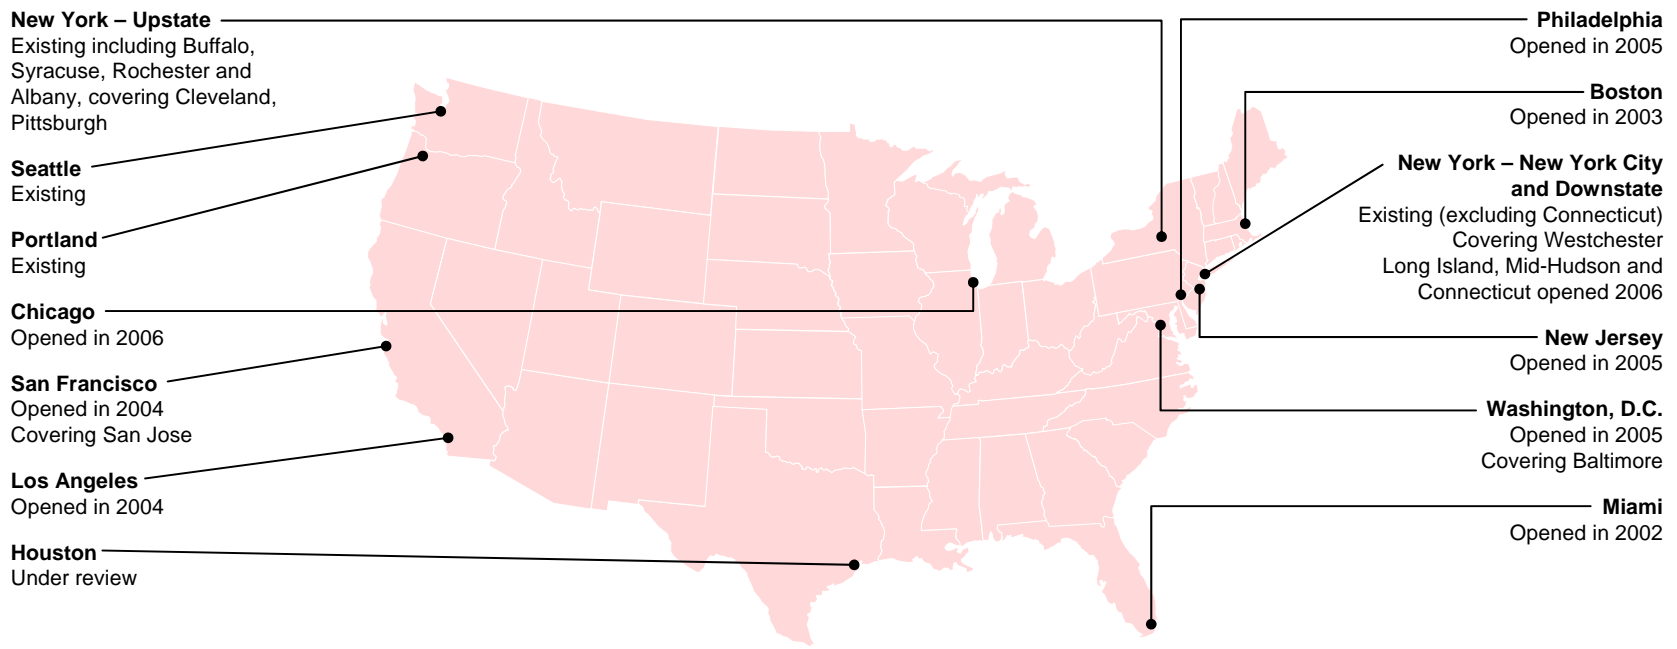 New York – Upstate
Existing including Buffalo,
Syracuse, Rochester and
Albany, covering Cleveland,
Pittsburgh
Seattle
Existing
Portland
Existing
Chicago
Opened in 2006
San Francisco
Opened in 2004
Covering San Jose
Los Angeles
Opened in 2004
Houston
Under review
Philadelphia
Opened in 2005
Boston
Opened in 2003
New York – New York City
and Downstate
Existing (excluding Connecticut)
Covering Westchester
Long Island, Mid-Hudson and
Connecticut opened 2006
New Jersey
Opened in 2005
Washington, D.C.
Opened in 2005
Covering Baltimore
Miami
Opened in 2002